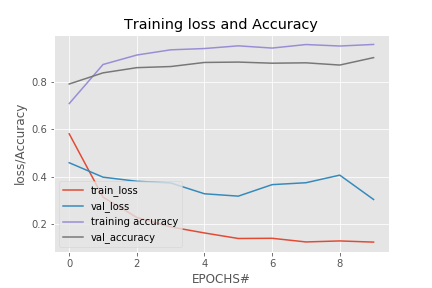 Training loss and Accuracy
loss/Accuracy
0.8
0.6
0.4
0.2
train_loss
val_loss
training accuracy
val_accuracy
0 2 4 6 8
EPOCHS#